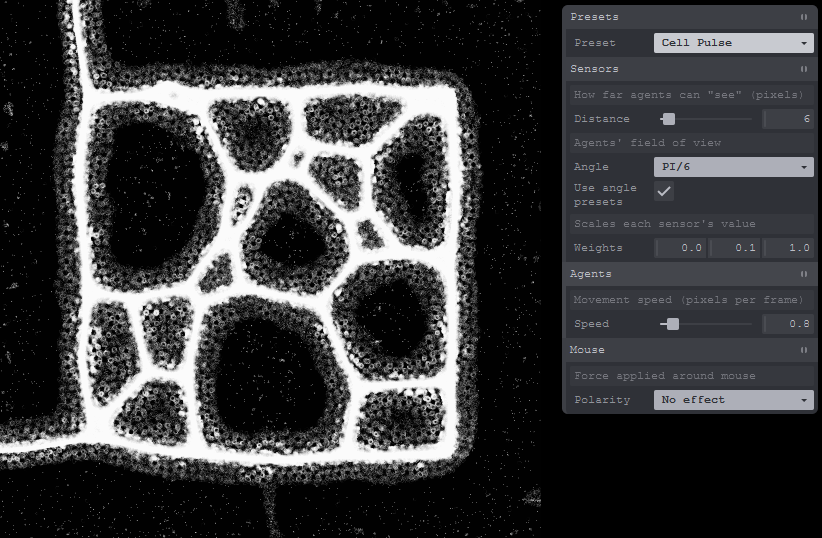 Presets
Preset Cell Pulse
Sensors
How far agents can "see" (pixels)
Distance 6
Agents' field of view
Angle PI/6
Use angle
presets
Scales each sensor's value
Weights 0.0 0.1 1.0
Agents
Movement speed (pixels per frame)
Speed 0.8
Mouse
Force applied around mouse
Polarity No effect